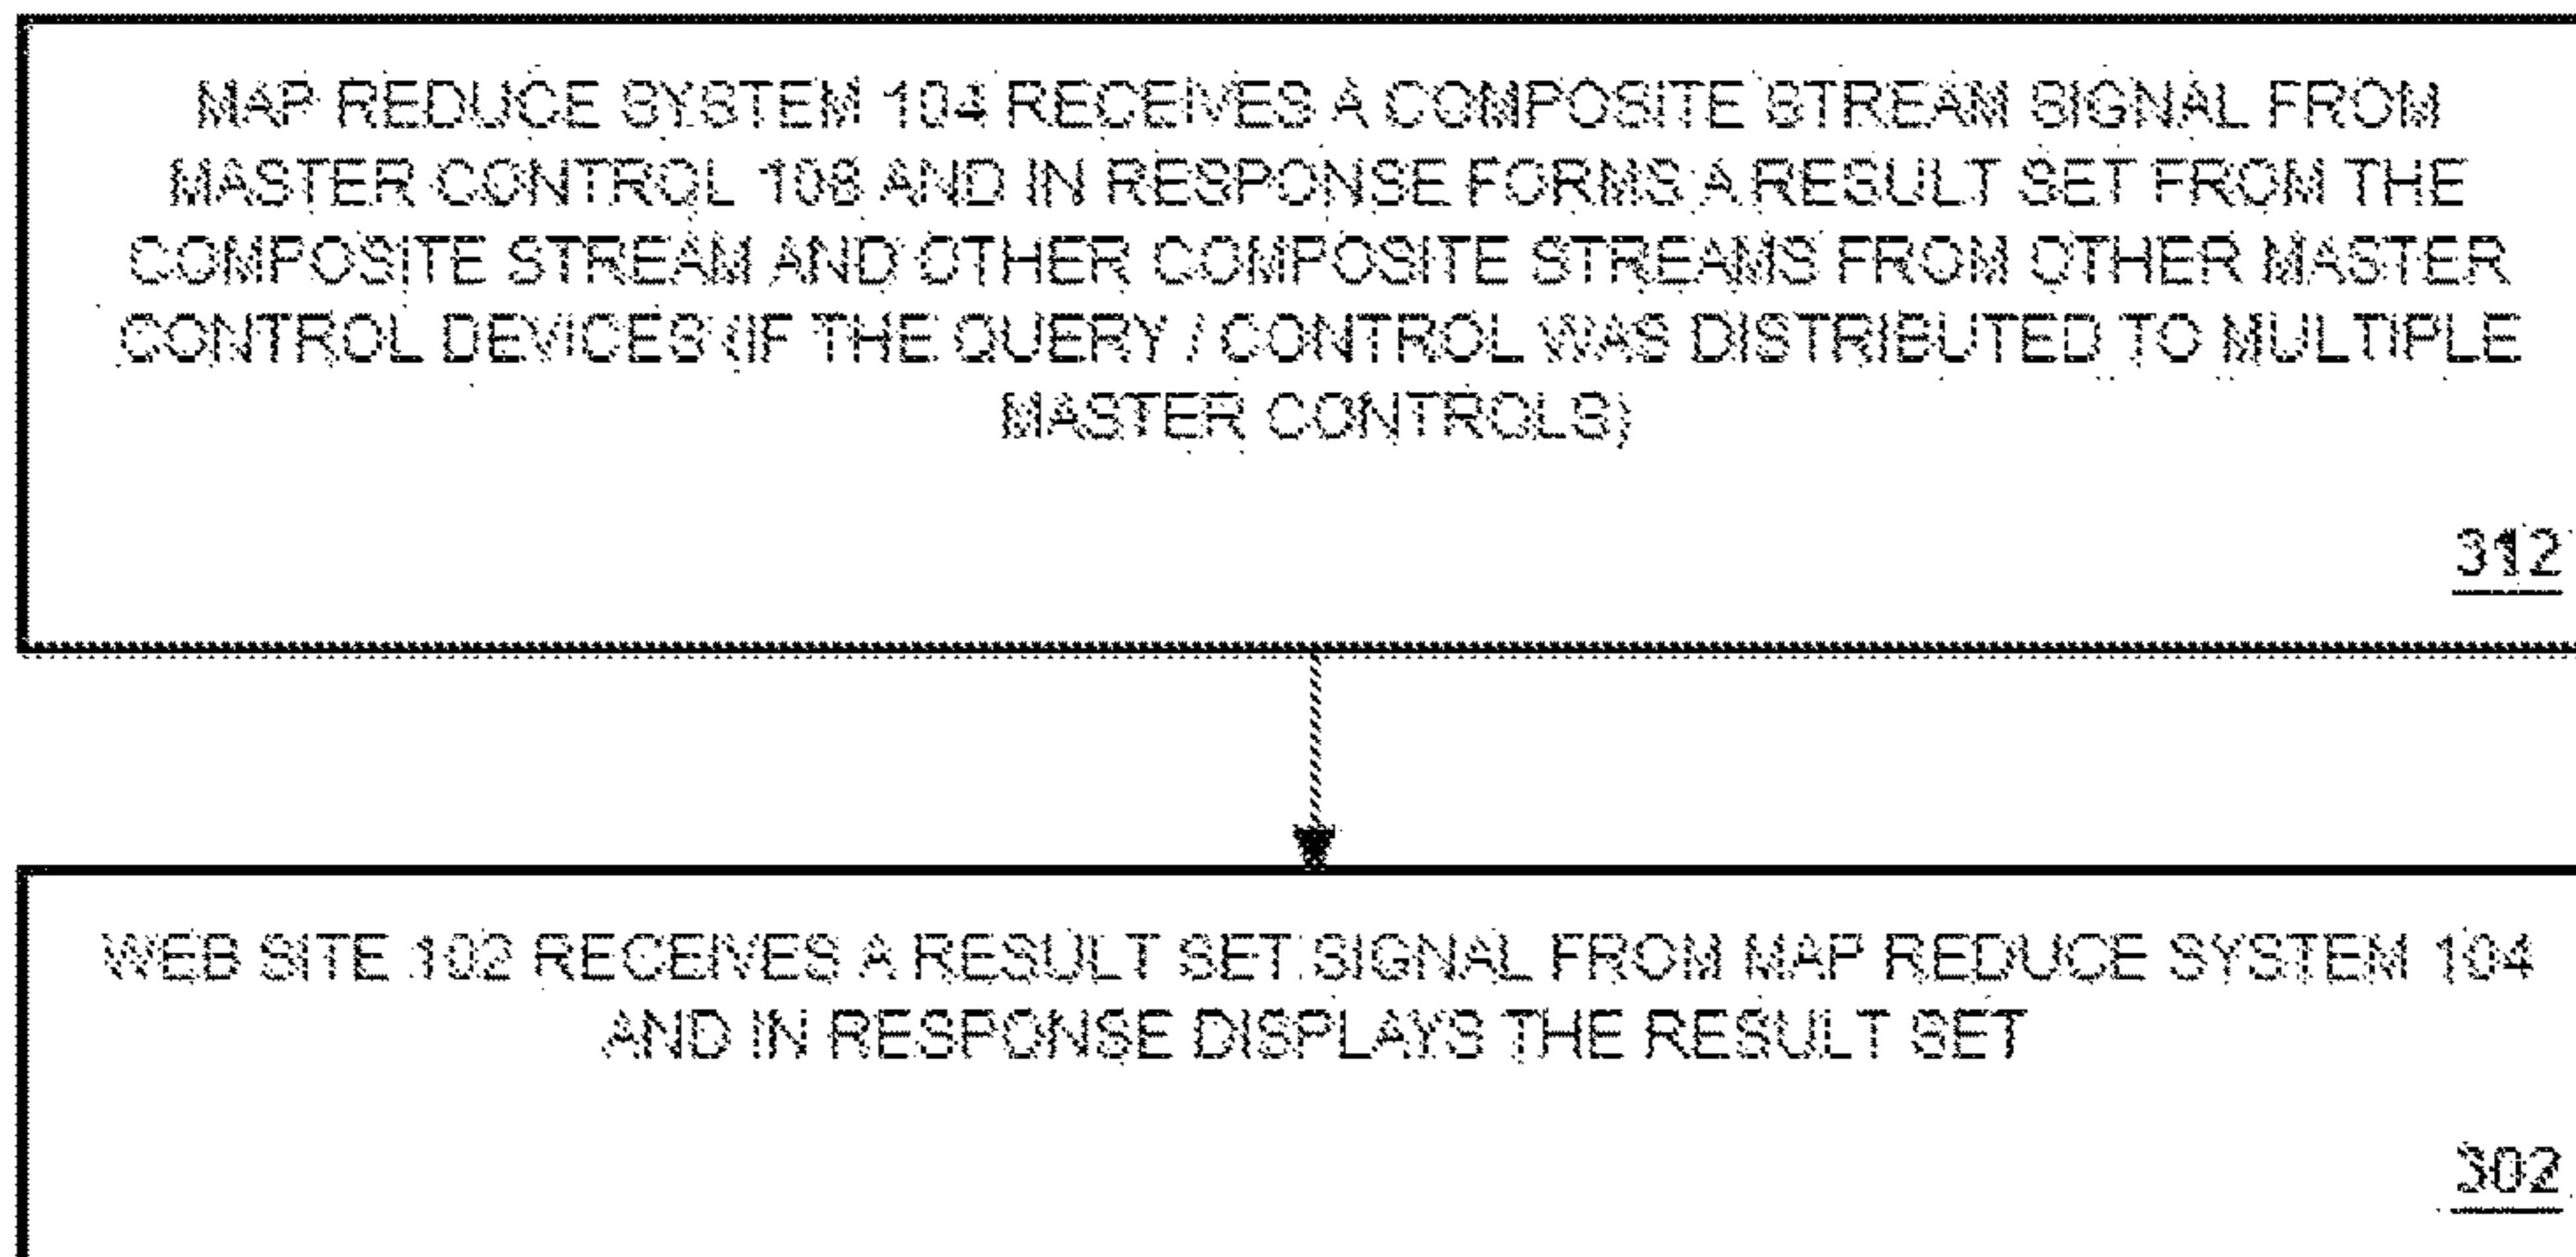 MAP REDUCE SYSTEM 104 RECEIVES A COMPOSITE STREAM SIGNAL FROM
MASTER CONTROL 108 AND IN RESPONSE FORMS A RESULT SET FROM THE
COMPOSITE STREAM AND OTHER COMPOSITE STREAMS FROM OTHER MASTER
CONTROL DEVICES (IF THE QUERY / CONTROL WAS DISTRIBUTED TO MULTIPLE
MASTER CONTROLS)
312
WEB SITE 102 RECEIVES A RESULT SET SIGNAL FROM MAP REDUCE SYSTEM 104
AND IN RESPONSE DISPLAYS THE RESULT SET
302